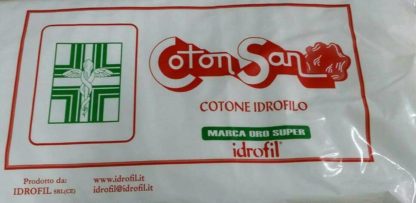 Coton San
COTONE IDROFILO
MARCA ORO SUPER
idrofil®
Prodotto da: www.idrofil.it
IDROFIL SRL(CE) idrofil@idrofil.it